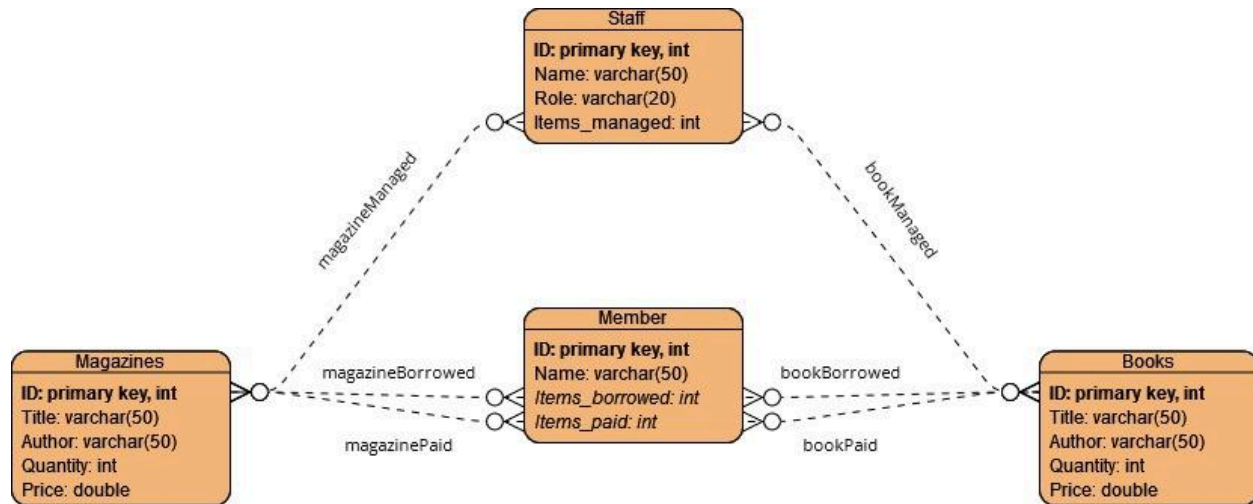 Staff
ID: primary key, int
Name: varchar(50)
Role: varchar(20)
Items_managed: int
magazineManaged
bookManaged
Magazines
ID: primary key, int
Title: varchar(50)
Author: varchar(50)
Quantity: int
Price: double
magazineBorrowed
magazinePaid
Member
ID: primary key, int
Name: varchar(50)
Items_borrowed: int
Items_paid: int
bookBorrowed
bookPaid
Books
ID: primary key, int
Title: varchar(50)
Author: varchar(50)
Quantity: int
Price: double